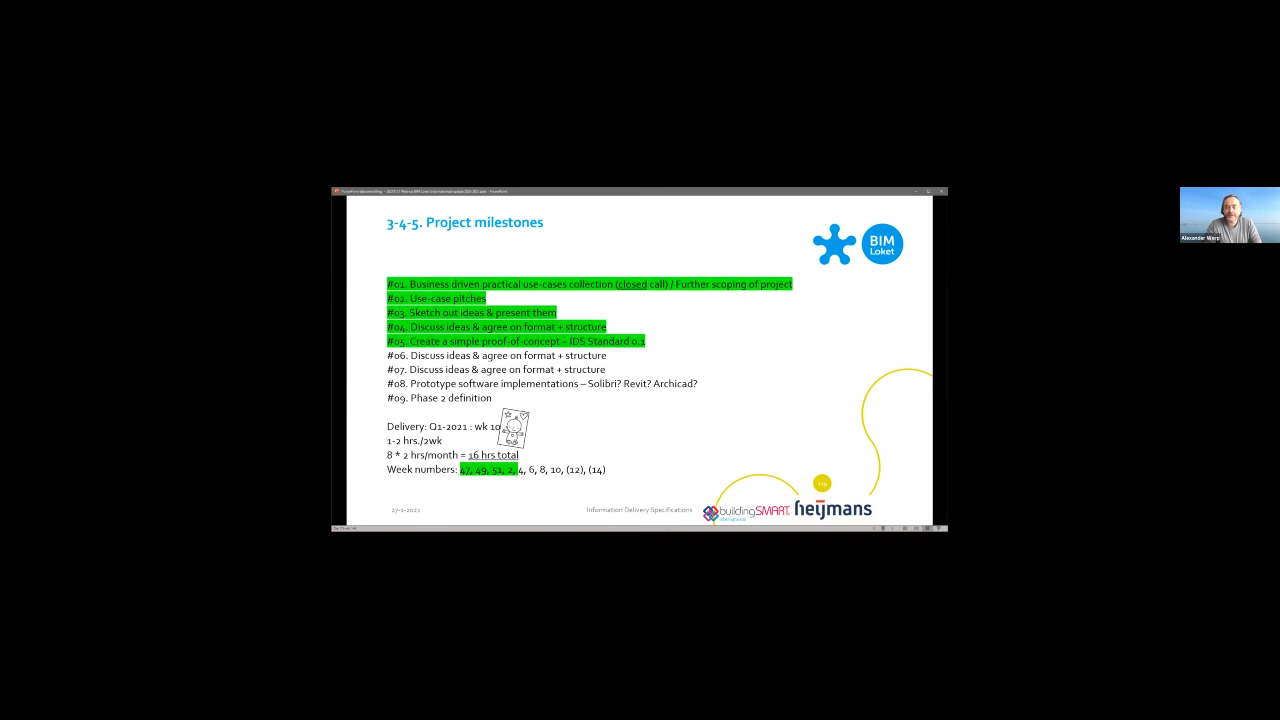 3-4-5. Project milestones
BIM
Loket
#01. Business driven practical use-cases collection (closed call) / Further scoping of project
#02. Use-case pitches
#03. Sketch out ideas & present them
#04. Discuss ideas & agree on format + structure
#05. Create a simple proof-of-concept – IDS Standard 0.1
#06. Discuss ideas & agree on format + structure
#07. Discuss ideas & agree on format + structure
#08. Prototype software implementations – Solibri? Revit? Archicad?
#09. Phase 2 definition
Delivery: Q1-2021 : wk 10
1-2 hrs./2wk
8 * 2 hrs/month = 16 hrs total
Week numbers: 47, 49, 51, 2, 4, 6, 8, 10, (12), (14)
27-1-2021
Information Delivery Specifications
buildingSMART
International
heijmans
Alexander Worp